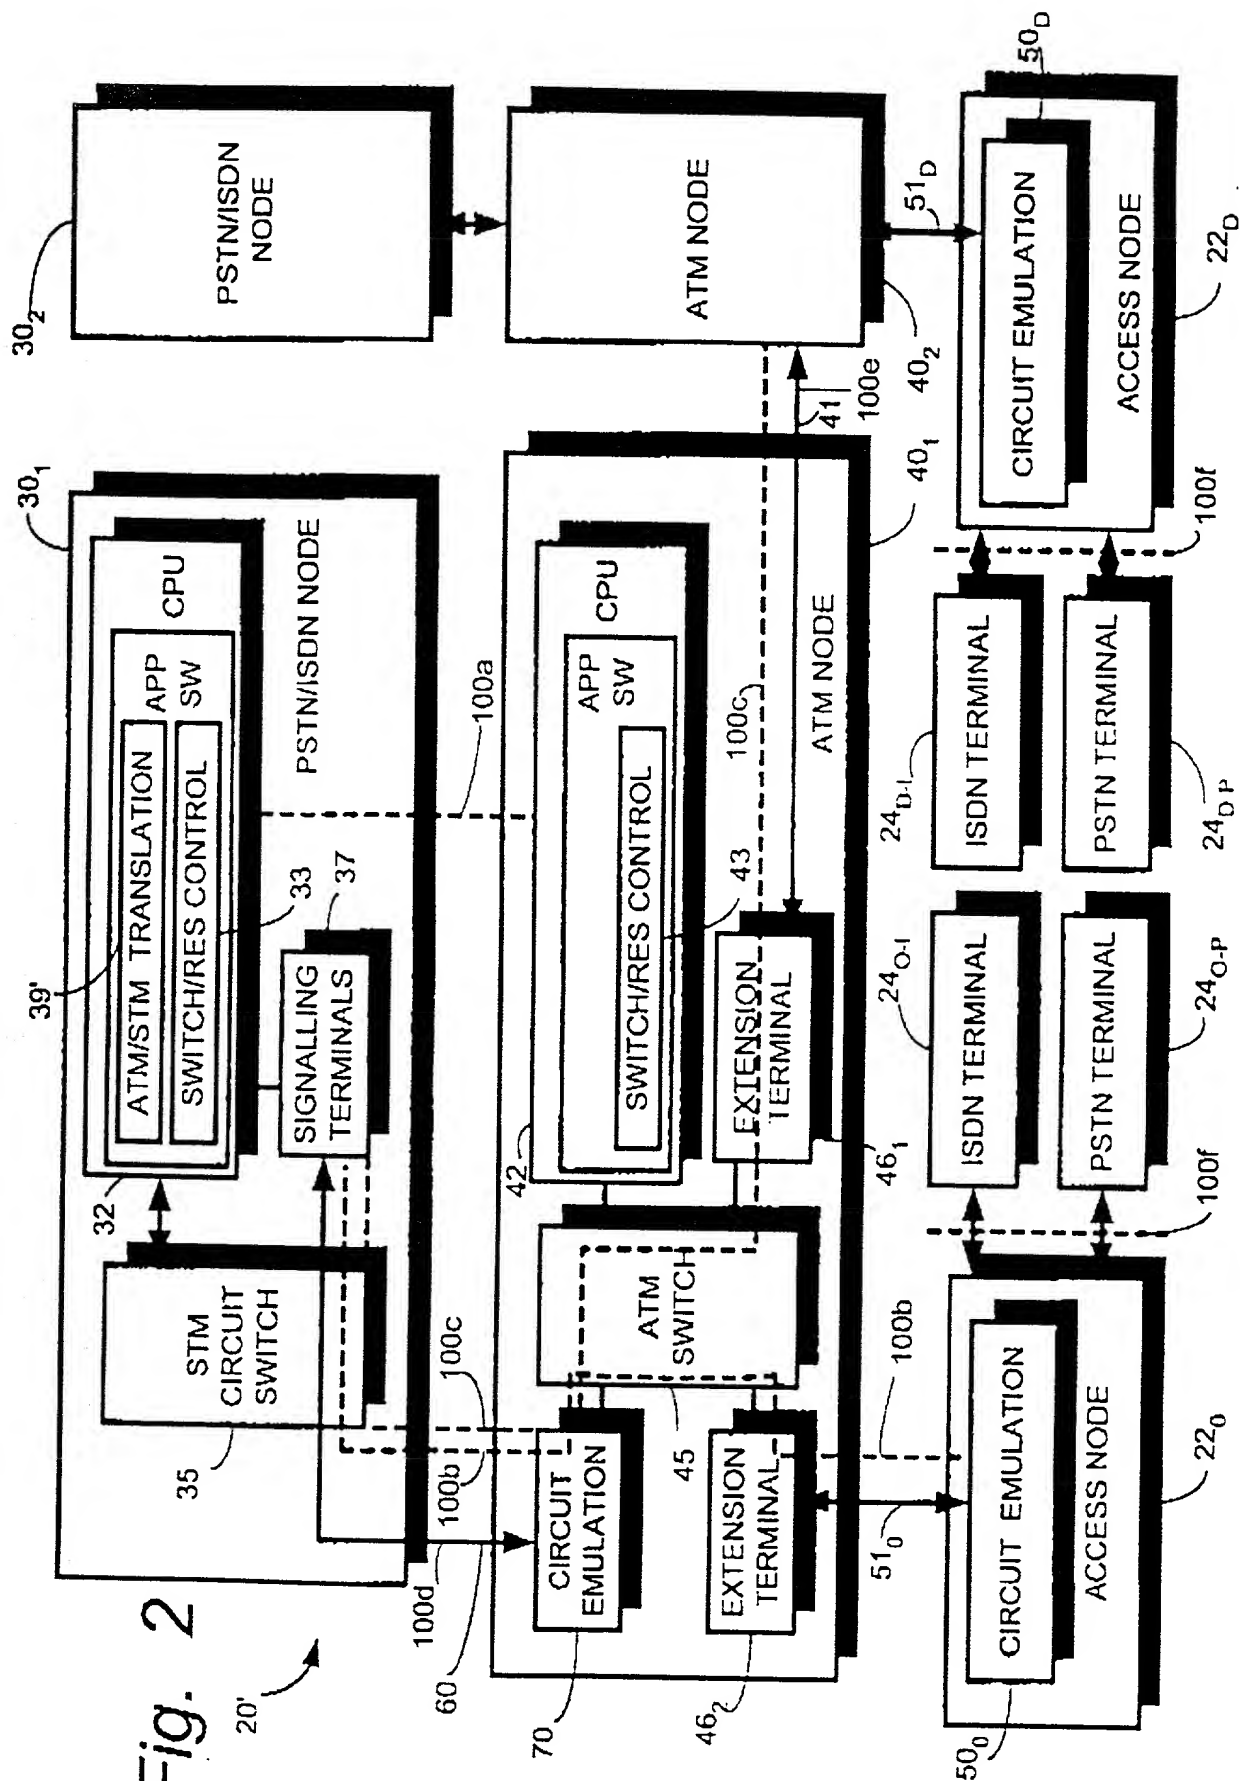 Fig. 2
20'
30₁
39'
ATM/STM TRANSLATION
SWITCH/RES CONTROL
APP
SW
CPU
33
32
PSTN/ISDN NODE
STM
CIRCUIT
SWITCH
35
SIGNALLING
TERMINALS
37
30₂
PSTN/ISDN
NODE
100a
100b
100c
100d
60
CIRCUIT
EMULATION
70
ATM
SWITCH
45
42
SWITCH/RES CONTROL
43
APP
SW
CPU
EXTENSION
TERMINAL
46₁
EXTENSION
TERMINAL
46₂
ATM NODE
40₁
100c
41
100e
ATM NODE
40₂
51₀
100b
51D
CIRCUIT EMULATION
ACCESS NODE
50₀
22₀
100f
ISDN TERMINAL
24O-I
PSTN TERMINAL
24O-P
ISDN TERMINAL
24D-I
PSTN TERMINAL
24D P
100f
CIRCUIT EMULATION
ACCESS NODE
50D
22D